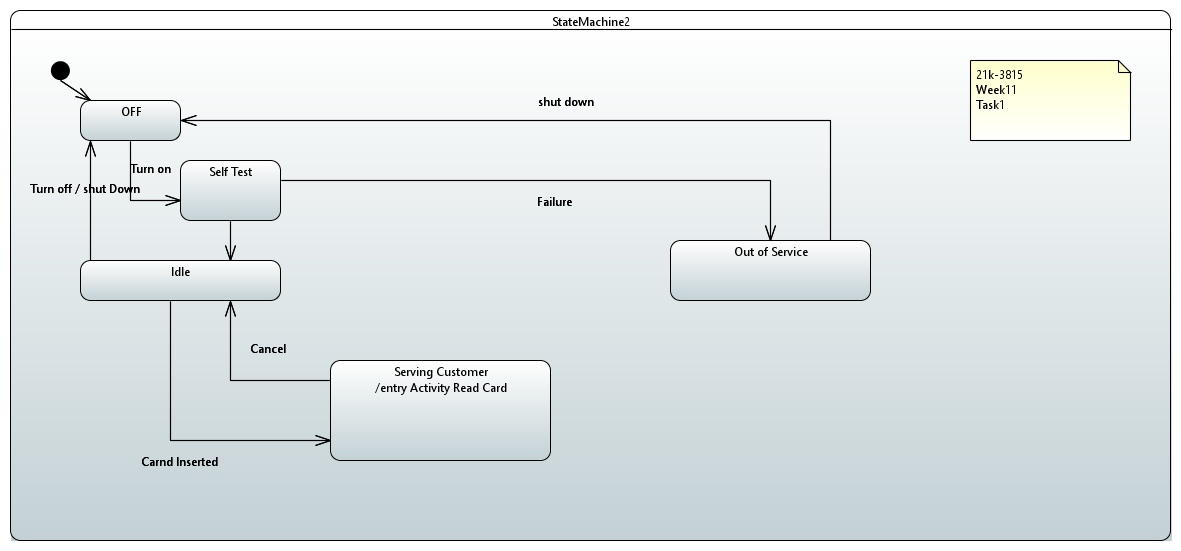 StateMachine2
21k-3815
Week11
Task1
OFF
shut down
Turn on
Self Test
Turn off / shut Down
Failure
Idle
Out of Service
Cancel
Serving Customer
/entry Activity Read Card
Carnd Inserted